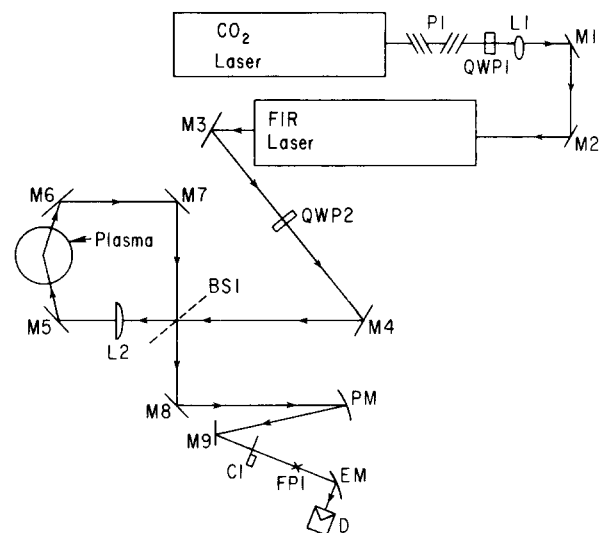 CO2
Laser
P1
L1
QWP1
M1
M2
FIR
Laser
M3
QWP2
M6
M7
Plasma
BS1
M5
L2
M4
M8
PM
M9
C1
FP1
EM
D